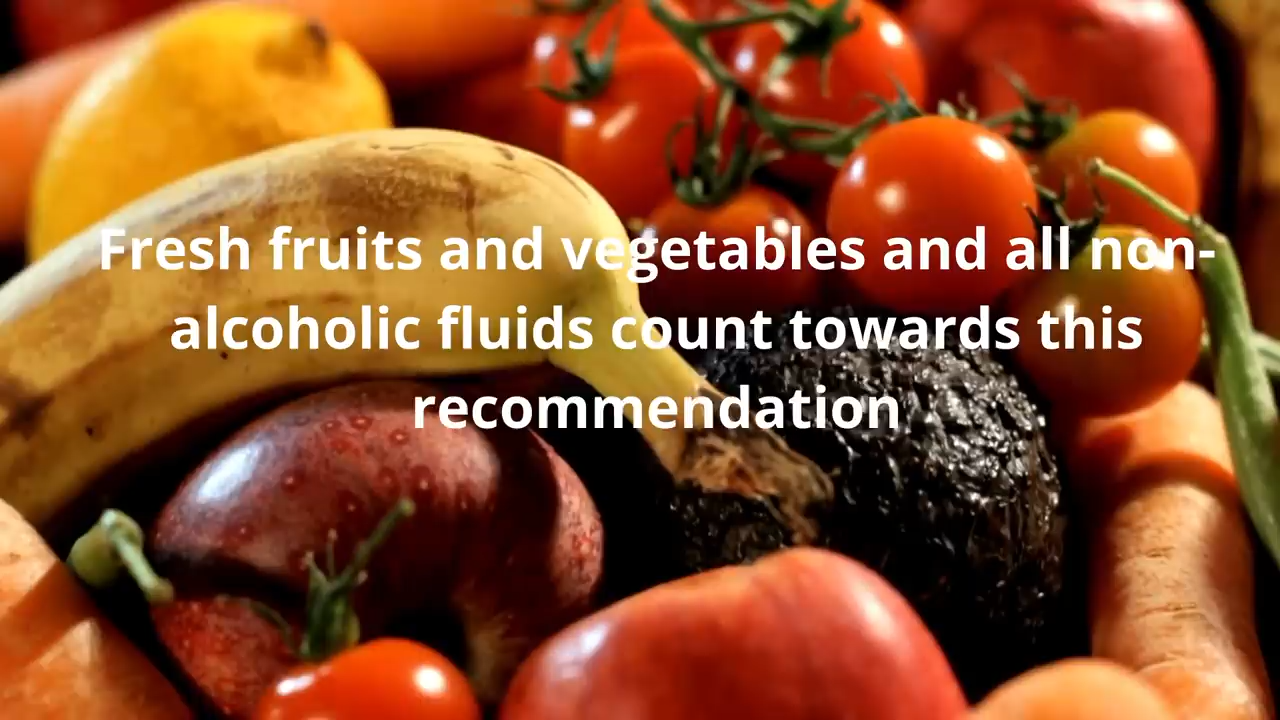 Fresh fruits and vegetables and all non-
alcoholic fluids count towards this
recommendation